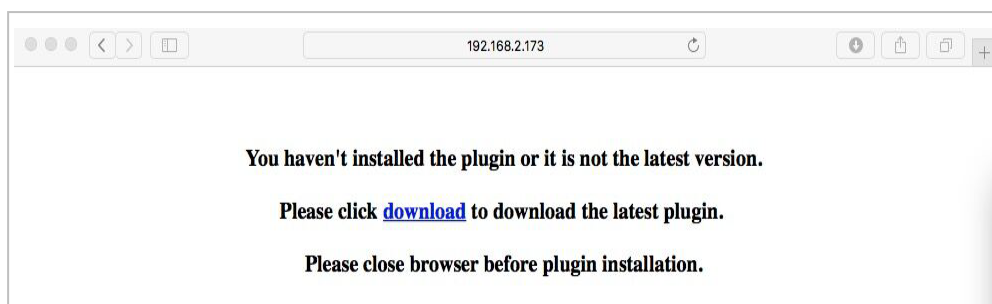 192.168.2.173
You haven't installed the plugin or it is not the latest version.
Please click download to download the latest plugin.
Please close browser before plugin installation.